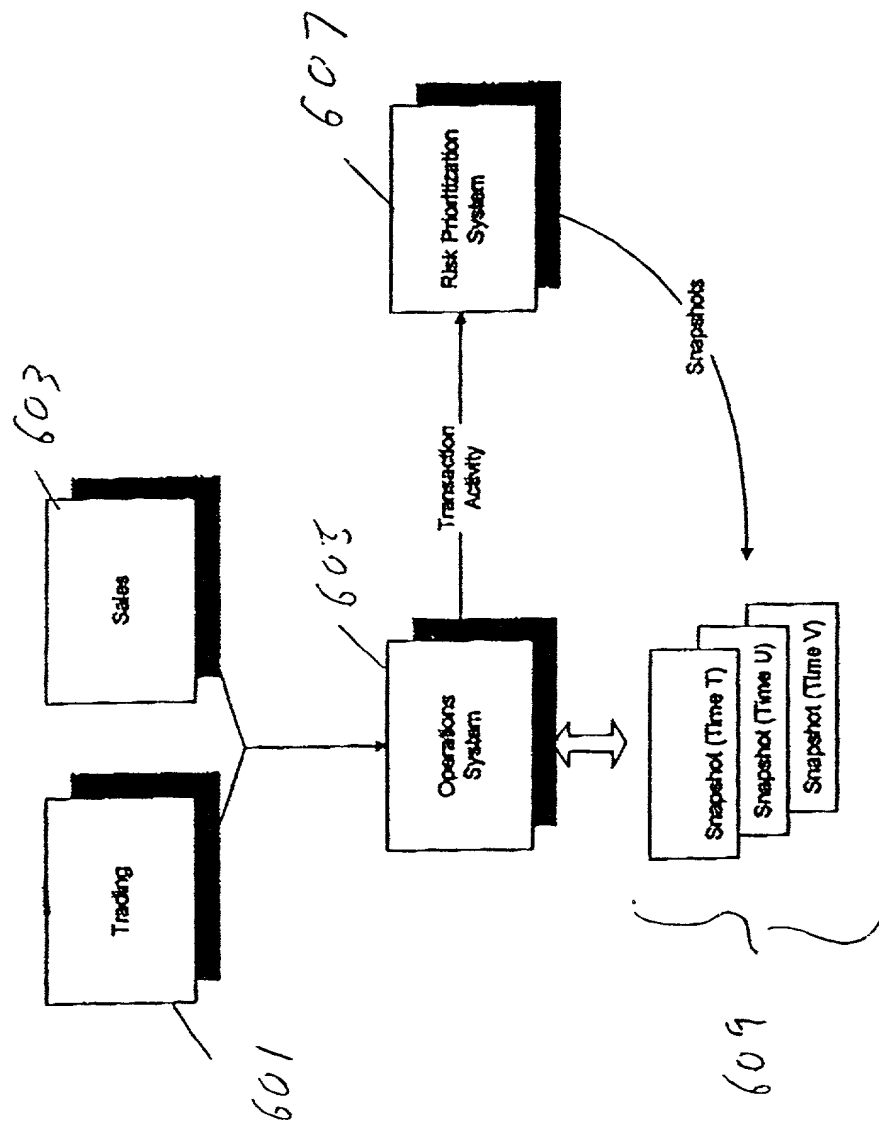 601
Trading
603
Sales
605
Operations
System
Transaction
Activity
607
Risk Prioritization
System
Snapshots
609
Snapshot (Time T)
Snapshot (Time U)
Snapshot (Time V)